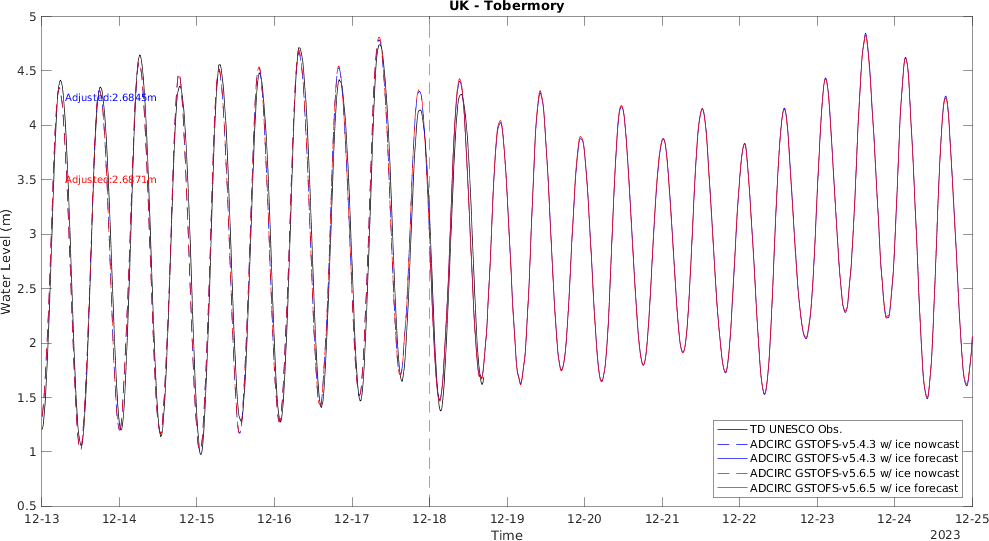 UK - Tobermory
5
4.5
4
3.5
3
2.5
2
1.5
1
0.5
Water Level (m)
Adjusted:2.6845m
Adjusted:2.6871m
TD UNESCO Obs.
ADCIRC GSTOFS-v5.4.3 w/ ice nowcast
ADCIRC GSTOFS-v5.4.3 w/ ice forecast
ADCIRC GSTOFS-v5.6.5 w/ ice nowcast
ADCIRC GSTOFS-v5.6.5 w/ ice forecast
12-13 12-14 12-15 12-16 12-17 12-18 12-19 12-20 12-21 12-22 12-23 12-24 12-25
Time
2023